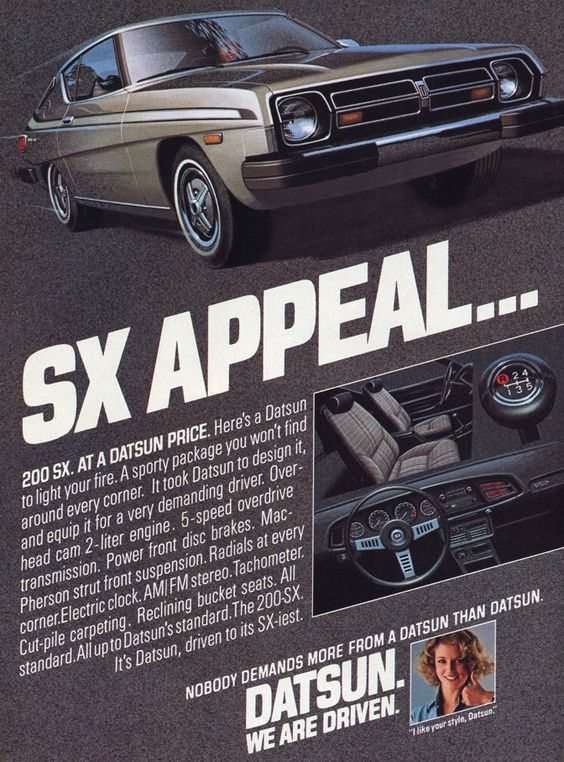 SX APPEAL...
200 SX. AT A DATSUN PRICE. Here's a Datsun
to light your fire. A sporty package you won't find
around every corner. It took Datsun to design it,
and equip it for a very demanding driver. Over-
head cam 2-liter engine. 5-speed overdrive
transmission. Power front disc brakes. Mac-
Pherson strut front suspension. Radials at every
corner. Electric clock. AM/FM stereo. Tachometer.
Cut-pile carpeting. Reclining bucket seats. All
standard. All up to Datsun's standard. The 200-SX.
It's Datsun, driven to its SX-iest.
R 2 4
1 3 5
NOBODY DEMANDS MORE FROM A DATSUN THAN DATSUN.
DATSUN.
WE ARE DRIVEN.
"I like your style, Datsun."